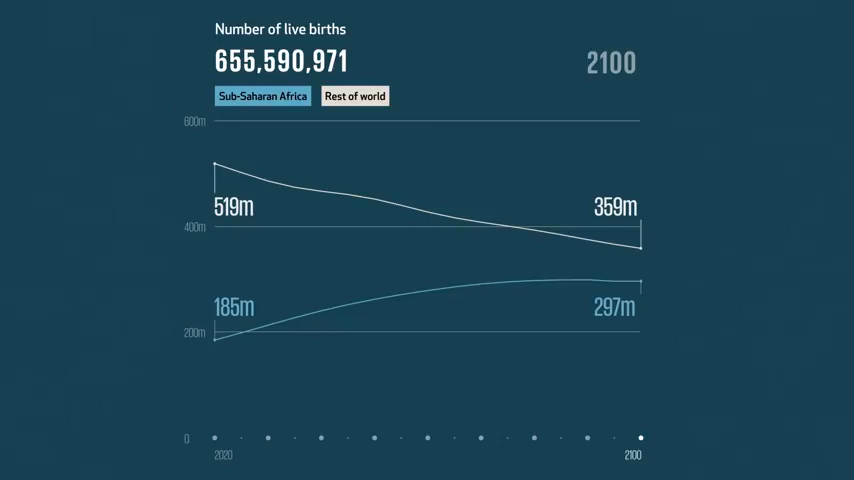 Number of live births
655,590,971
2100
Sub-Saharan Africa
Rest of world
600m
519m
359m
400m
185m
297m
200m
0
2020
2100